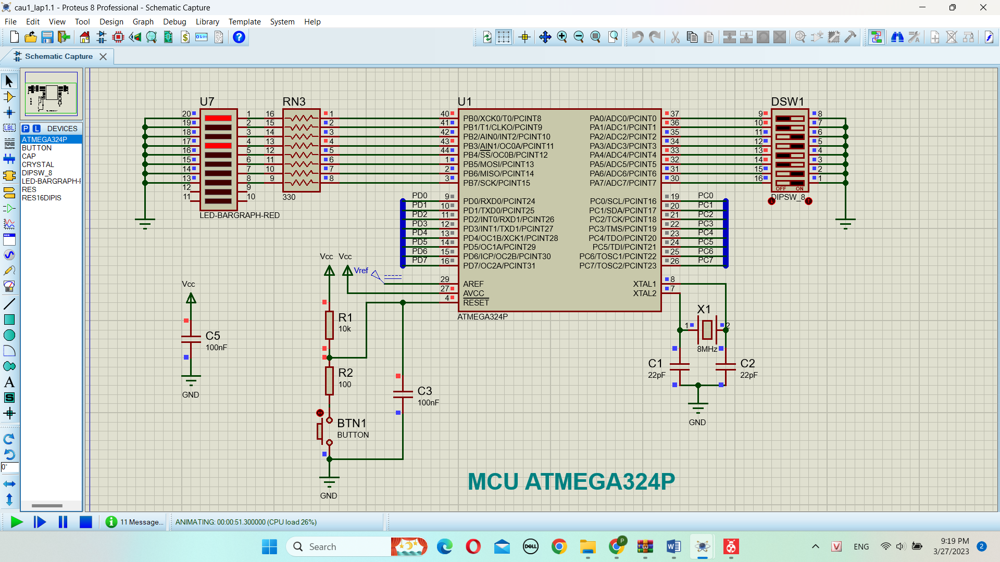 cau1_lap1.1 - Proteus 8 Professional - Schematic Capture
File Edit View Tool Design Graph Debug Library Template System Help
Schematic Capture
P L DEVICES
ATMEGA324P
BUTTON
CAP
CRYSTAL
DIPSW_8
LED-BARGRAPH-R
RES
RES16DIPIS
LBL
A
S
0°
U7
20
19
18
17
16
15
14
13
12
11
1
2
3
4
5
6
7
8
9
10
LED-BARGRAPH-RED
RN3
16
15
14
13
12
11
10
9
1
2
3
4
5
6
7
8
330
U1
40 PB0/XCK0/T0/PCINT8
41 PB1/T1/CLKO/PCINT9
42 PB2/AIN0/INT2/PCINT10
43 PB3/AIN1/OC0A/PCINT11
44 PB4/SS/OC0B/PCINT12
1 PB5/MOSI/PCINT13
2 PB6/MISO/PCINT14
3 PB7/SCK/PCINT15
PD0 9 PD0/RXD0/PCINT24
PD1 10 PD1/TXD0/PCINT25
PD2 11 PD2/INT0/RXD1/PCINT26
PD3 12 PD3/INT1/TXD1/PCINT27
PD4 13 PD4/OC1B/XCK1/PCINT28
PD5 14 PD5/OC1A/PCINT29
PD6 15 PD6/ICP/OC2B/PCINT30
PD7 16 PD7/OC2A/PCINT31
29 AREF
27 AVCC
4 RESET
ATMEGA324P
PA0/ADC0/PCINT0 37
PA1/ADC1/PCINT1 36
PA2/ADC2/PCINT2 35
PA3/ADC3/PCINT3 34
PA4/ADC4/PCINT4 33
PA5/ADC5/PCINT5 32
PA6/ADC6/PCINT6 31
PA7/ADC7/PCINT7 30
PC0/SCL/PCINT16 19 PC0
PC1/SDA/PCINT17 20 PC1
PC2/TCK/PCINT18 21 PC2
PC3/TMS/PCINT19 22 PC3
PC4/TDO/PCINT20 23 PC4
PC5/TDI/PCINT21 24 PC5
PC6/TOSC1/PCINT22 25 PC6
PC7/TOSC2/PCINT23 26 PC7
XTAL1 8
XTAL2 7
DSW1
9
10
11
12
13
14
15
16
8
7
6
5
4
3
2
1
OFF ON
DIPSW_8
Vcc Vcc
Vref
Vcc
C5
100nF
GND
R1
10k
R2
100
BTN1
BUTTON
C3
100nF
GND
X1
1 2
8MHz
C1
22pF
C2
22pF
GND
MCU ATMEGA324P
11 Message... ANIMATING: 00:00:51.300000 (CPU load 26%)
Search
DELL
P
W
V
ENG
9:19 PM
3/27/2023
2